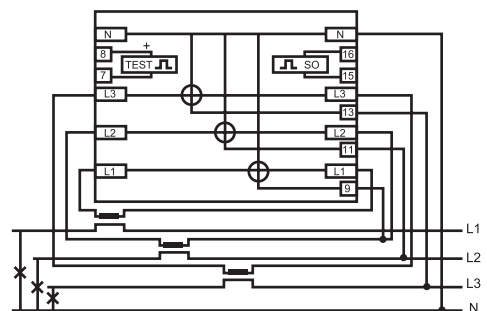 N N
8 + 16
TEST SO
7 15
L3 L3
13
L2 L2
11
L1 L1
9
L1
L2
L3
N